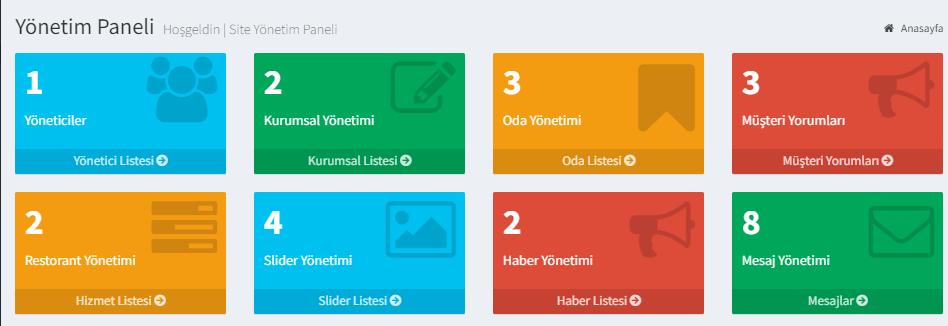 Yönetim Paneli Hoşgeldin | Site Yönetim Paneli
Anasayfa
1
Yöneticiler
Yönetici Listesi
2
Kurumsal Yönetimi
Kurumsal Listesi
3
Oda Yönetimi
Oda Listesi
3
Müşteri Yorumları
Müşteri Yorumları
2
Restorant Yönetimi
Hizmet Listesi
4
Slider Yönetimi
Slider Listesi
2
Haber Yönetimi
Haber Listesi
8
Mesaj Yönetimi
Mesajlar